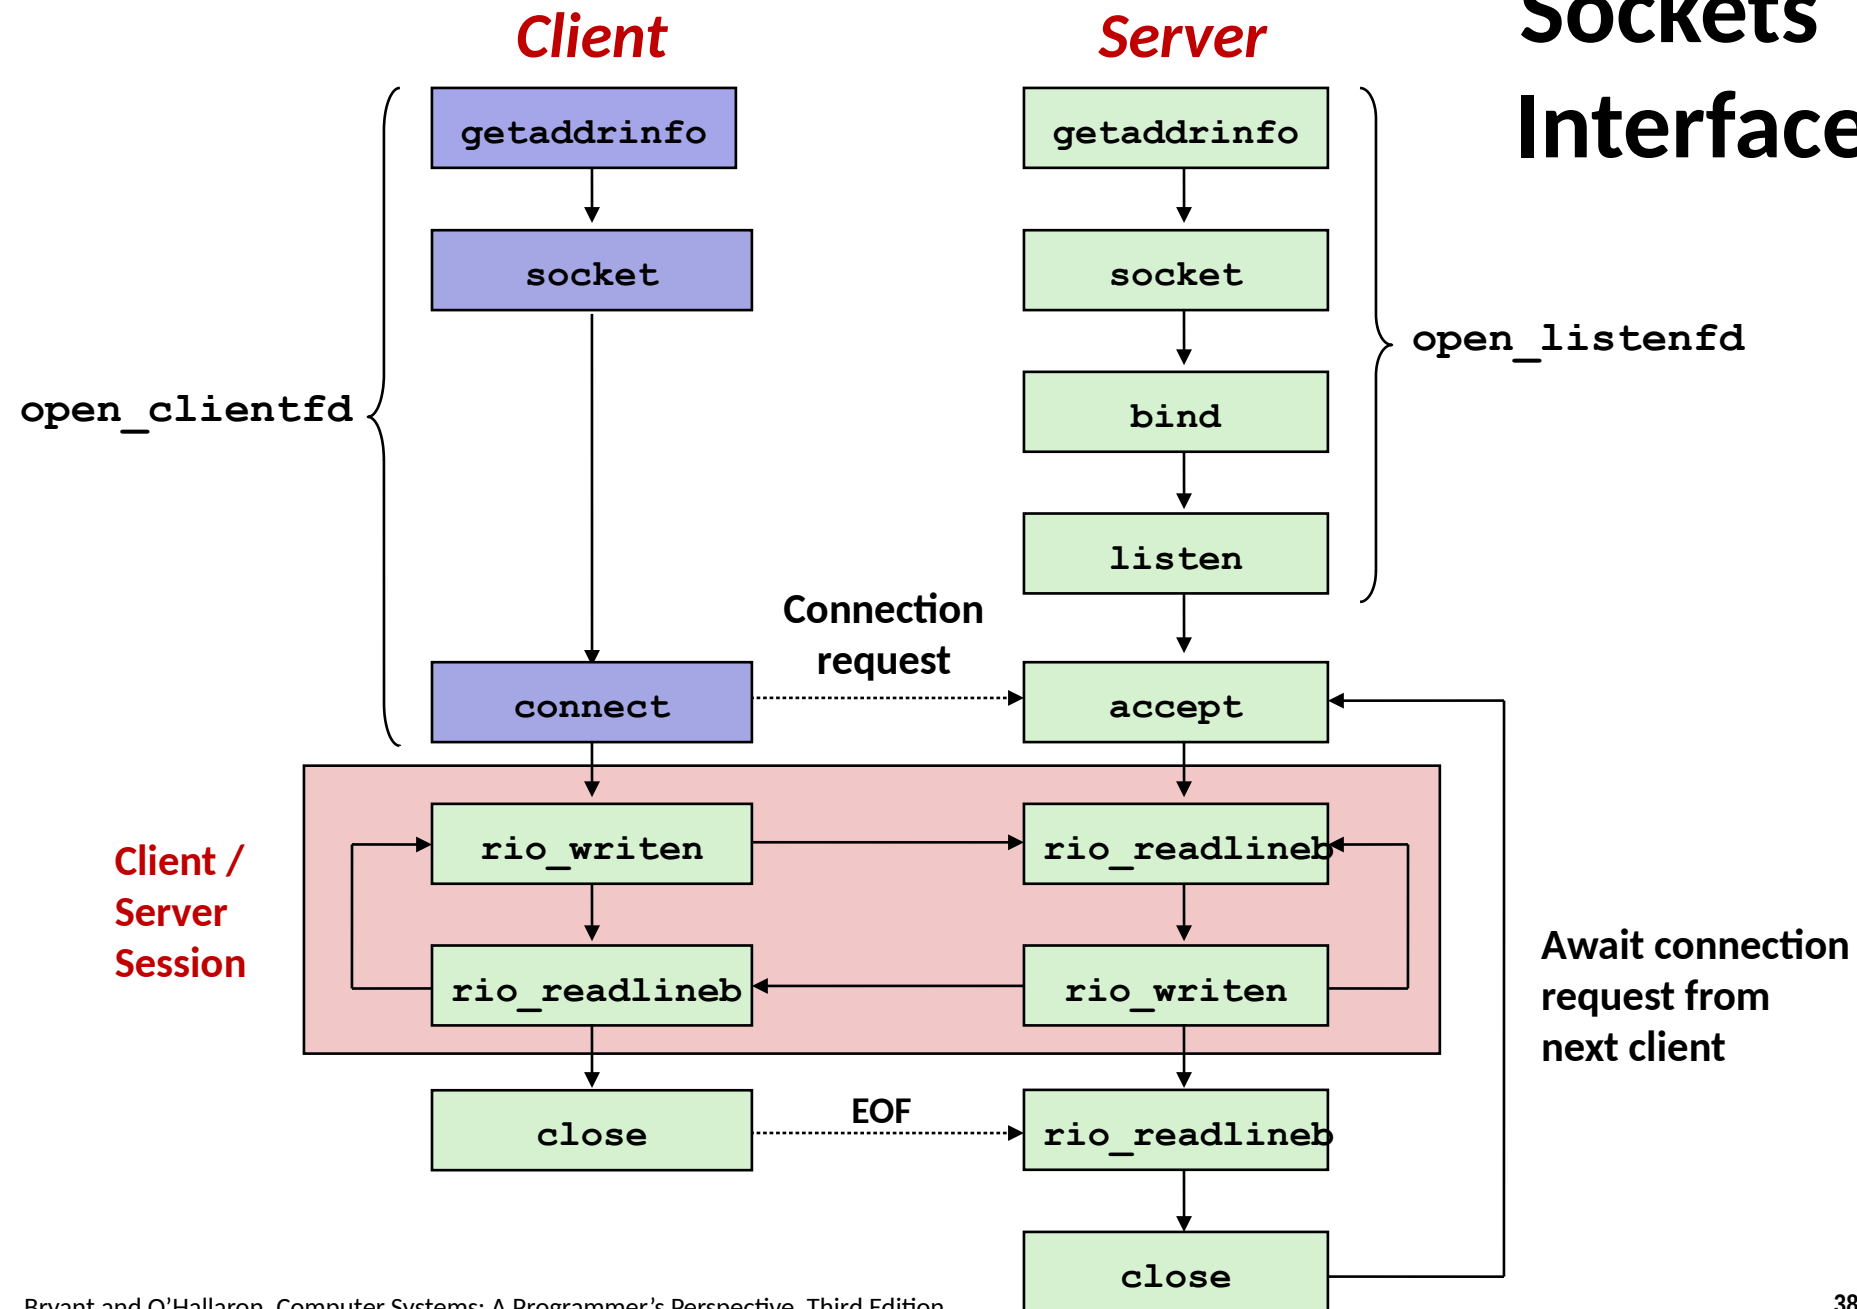 Client
Server
Sockets
Interface
getaddrinfo
getaddrinfo
socket
socket
open_listenfd
open_clientfd
bind
listen
Connection
request
connect
accept
Client /
Server
Session
rio_writen
rio_readlineb
rio_readlineb
rio_writen
Await connection
request from
next client
close
EOF
rio_readlineb
close
Bryant and O'Hallaron, Computer Systems: A Programmer's Perspective, Third Edition
38